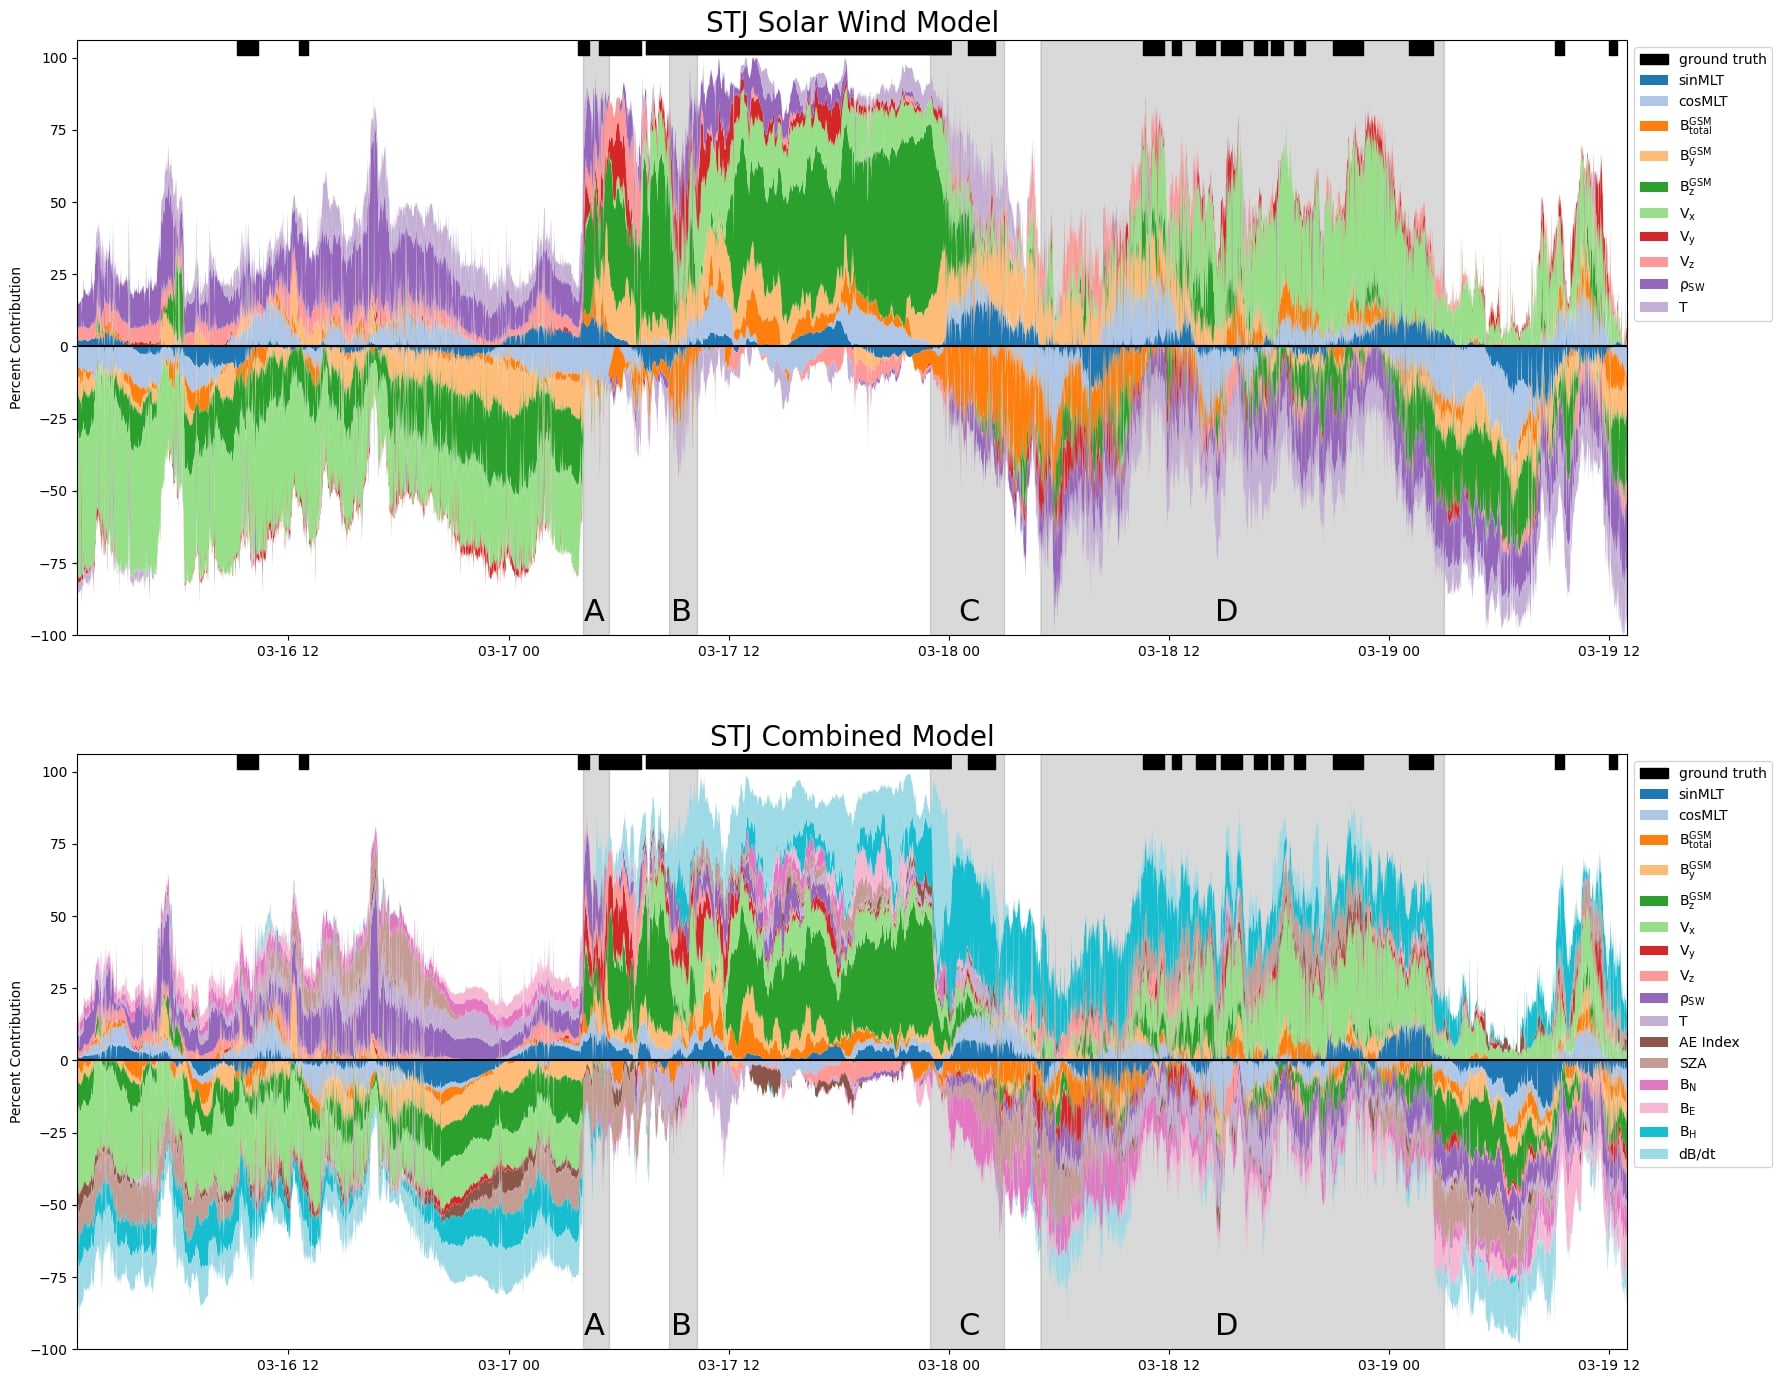 STJ Solar Wind Model
Percent Contribution
100
75
50
25
0
−25
−50
−75
−100
A
B
C
D
03-16 12
03-17 00
03-17 12
03-18 00
03-18 12
03-19 00
03-19 12
ground truth
sinMLT
cosMLT
B_total^GSM
B_y^GSM
B_z^GSM
V_x
V_y
V_z
ρ_SW
T
STJ Combined Model
Percent Contribution
100
75
50
25
0
−25
−50
−75
−100
A
B
C
D
03-16 12
03-17 00
03-17 12
03-18 00
03-18 12
03-19 00
03-19 12
ground truth
sinMLT
cosMLT
B_total^GSM
B_y^GSM
B_z^GSM
V_x
V_y
V_z
ρ_SW
T
AE Index
SZA
B_N
B_E
B_H
dB/dt